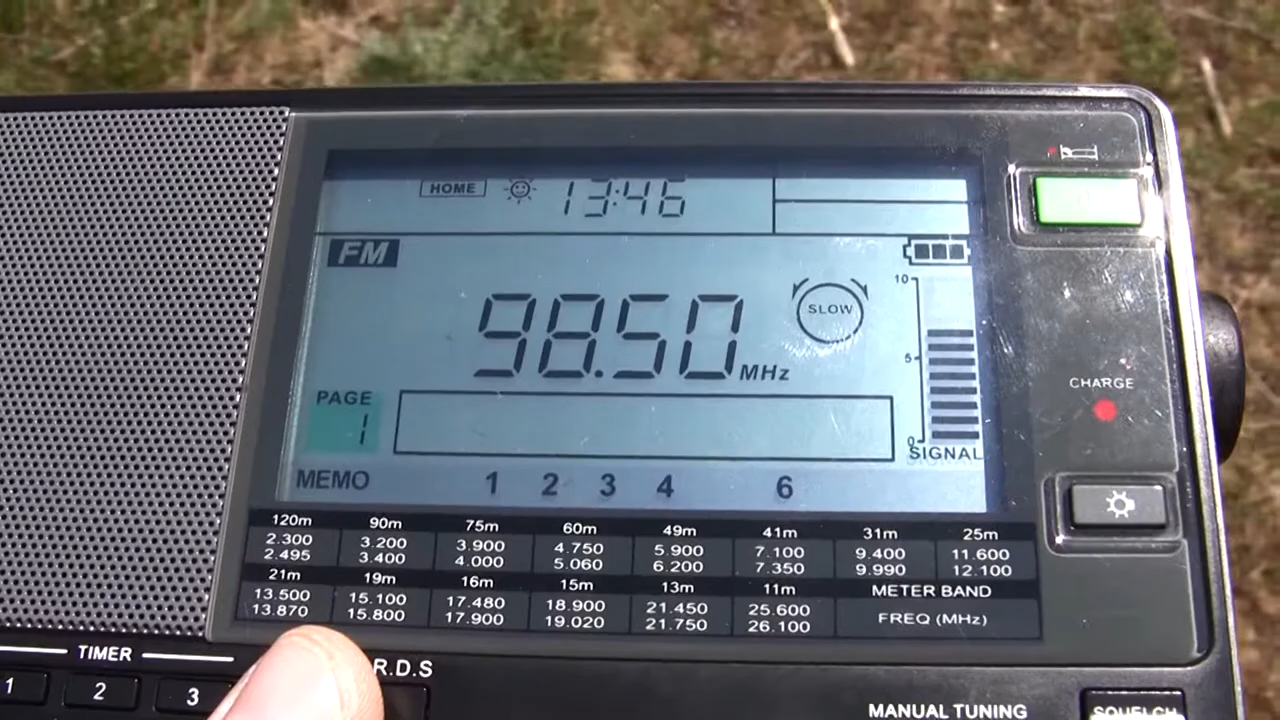 HOME 13:46
FM
10
SLOW
98.50 MHz
5
PAGE
1
CHARGE
0
SIGNAL
MEMO 1 2 3 4 6
120m 90m 75m 60m 49m 41m 31m 25m
2.300 3.200 3.900 4.750 5.900 7.100 9.400 11.600
2.495 3.400 4.000 5.060 6.200 7.350 9.990 12.100
21m 19m 16m 15m 13m 11m METER BAND
13.500 15.100 17.480 18.900 21.450 25.600 FREQ (MHz)
13.870 15.800 17.900 19.020 21.750 26.100
TIMER R.D.S
1 2 3
MANUAL TUNING SQUELCH